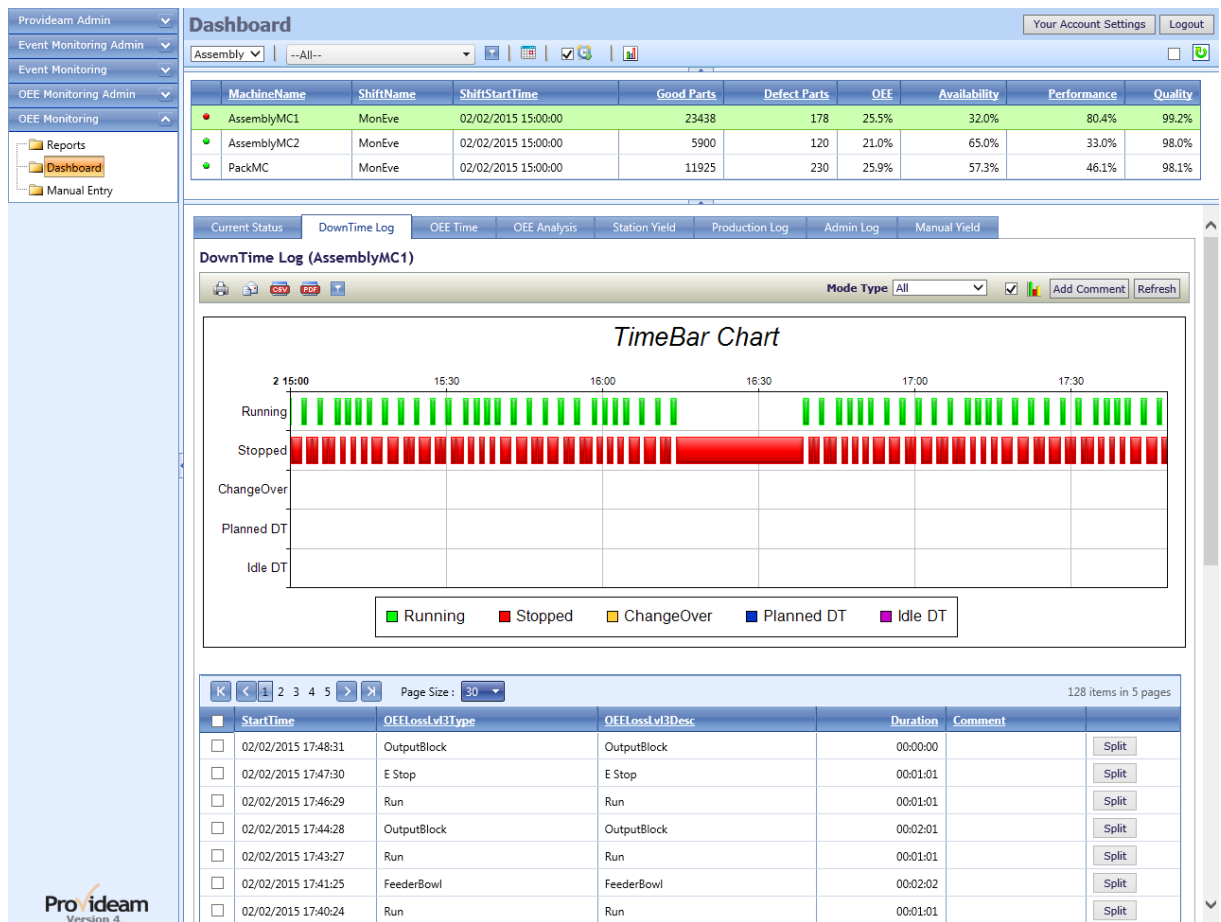 Provideam Admin
Event Monitoring Admin
Event Monitoring
OEE Monitoring Admin
OEE Monitoring
Reports
Dashboard
Manual Entry
Dashboard
Your Account Settings Logout
Assembly --All--
MachineName ShiftName ShiftStartTime Good Parts Defect Parts OEE Availability Performance Quality
AssemblyMC1 MonEve 02/02/2015 15:00:00 23438 178 25.5% 32.0% 80.4% 99.2%
AssemblyMC2 MonEve 02/02/2015 15:00:00 5900 120 21.0% 65.0% 33.0% 98.0%
PackMC MonEve 02/02/2015 15:00:00 11925 230 25.9% 57.3% 46.1% 98.1%
Current Status DownTime Log OEE Time OEE Analysis Station Yield Production Log Admin Log Manual Yield
DownTime Log (AssemblyMC1)
CSV PDF Mode Type All Add Comment Refresh
TimeBar Chart
2 15:00 15:30 16:00 16:30 17:00 17:30
Running
Stopped
ChangeOver
Planned DT
Idle DT
Running Stopped ChangeOver Planned DT Idle DT
1 2 3 4 5 Page Size : 30 128 items in 5 pages
StartTime OEELossLvl3Type OEELossLvl3Desc Duration Comment
02/02/2015 17:48:31 OutputBlock OutputBlock 00:00:00 Split
02/02/2015 17:47:30 E Stop E Stop 00:01:01 Split
02/02/2015 17:46:29 Run Run 00:01:01 Split
02/02/2015 17:44:28 OutputBlock OutputBlock 00:02:01 Split
02/02/2015 17:43:27 Run Run 00:01:01 Split
02/02/2015 17:41:25 FeederBowl FeederBowl 00:02:02 Split
02/02/2015 17:40:24 Run Run 00:01:01 Split
Provideam
Version 4